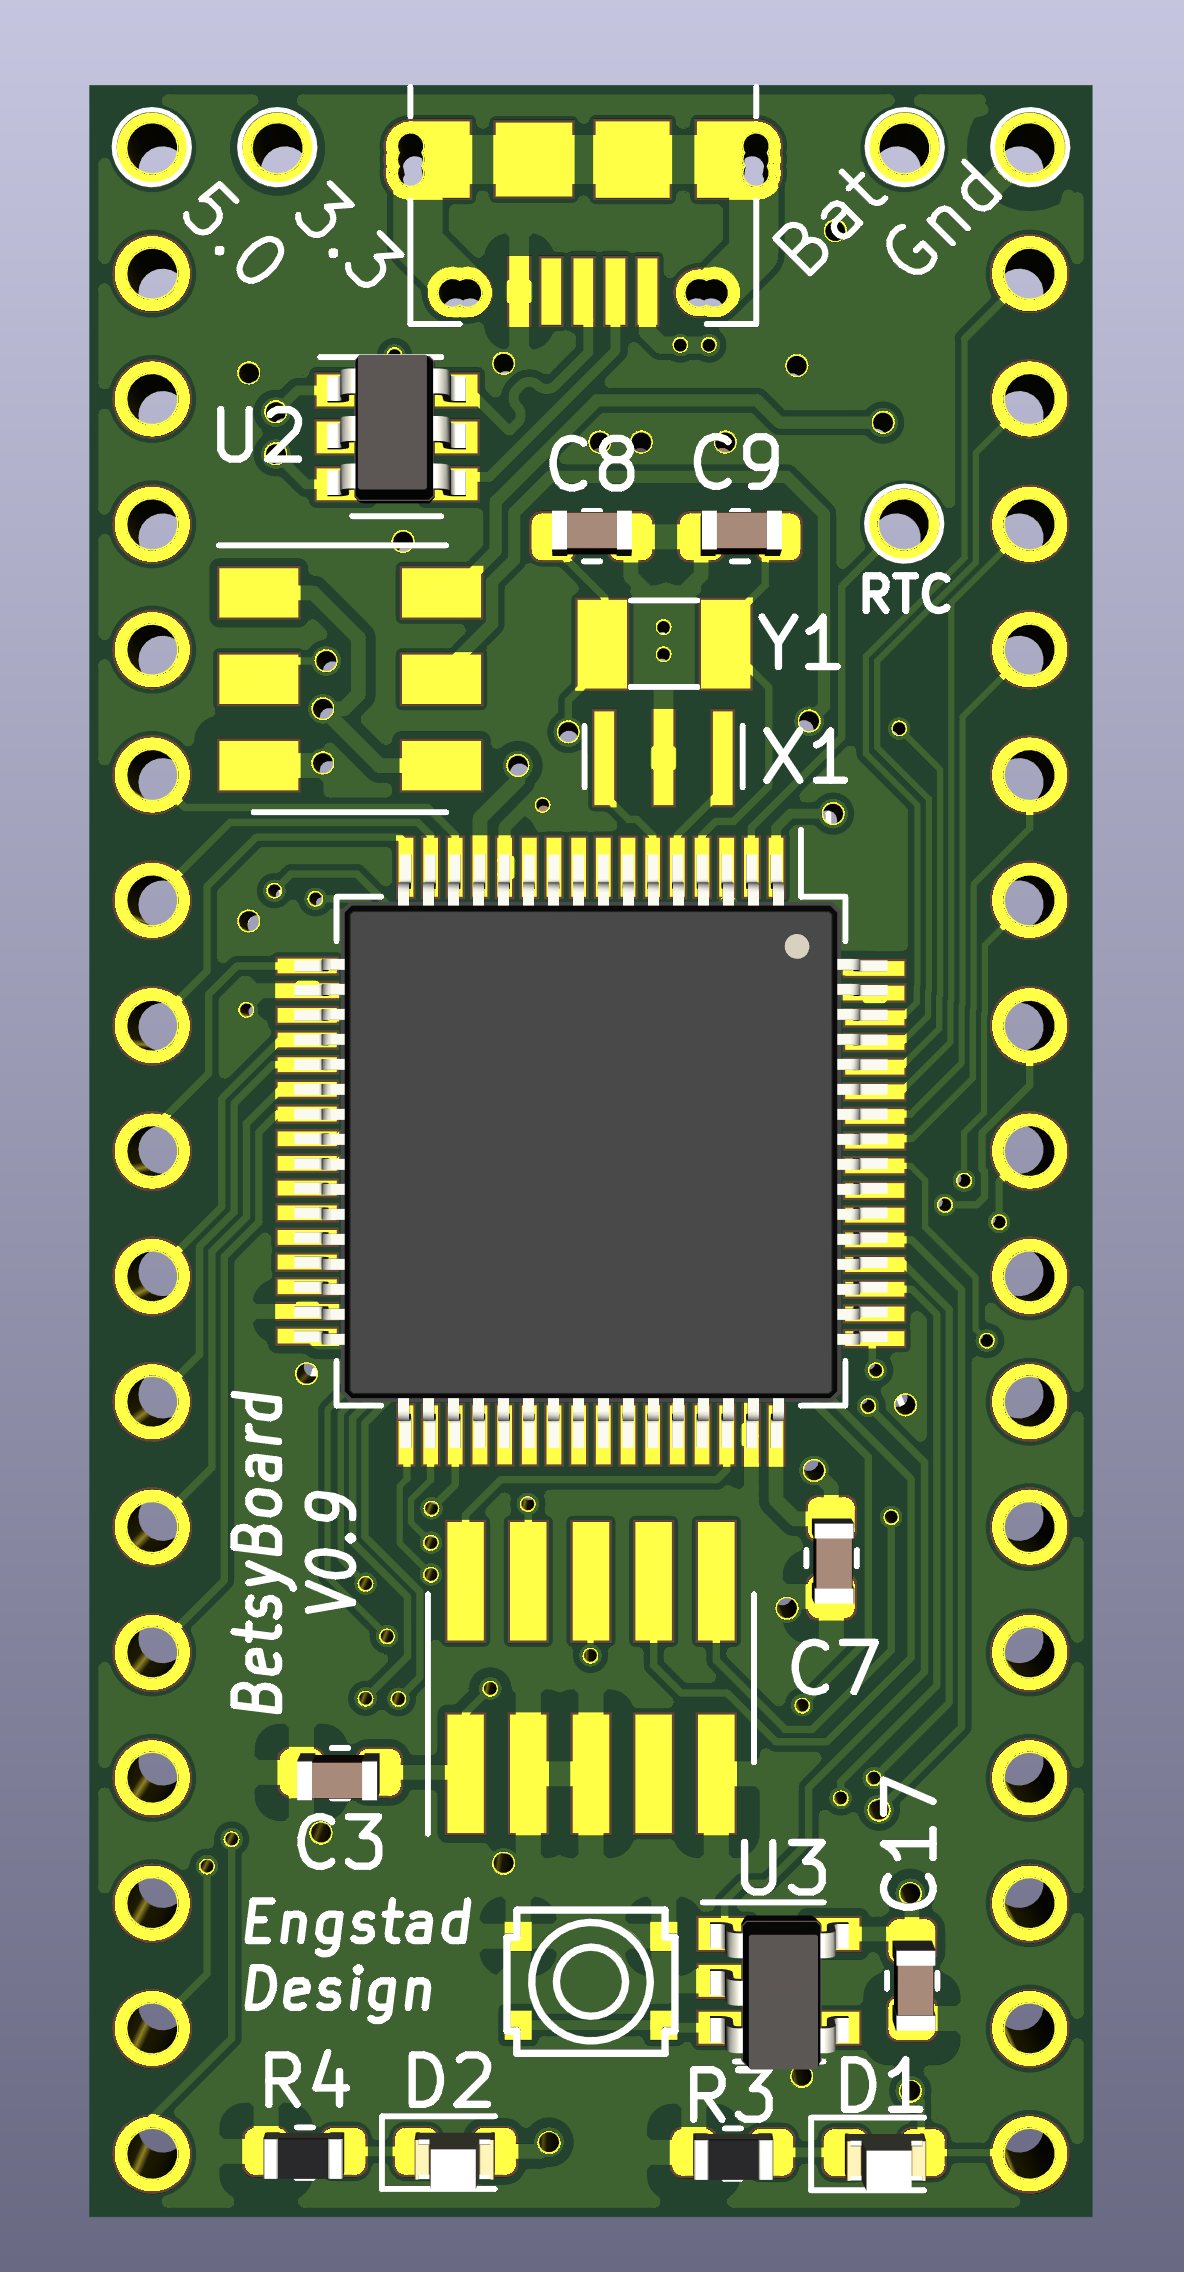 5.0
3.3
Bat
Gnd
U2
C8
C9
RTC
Y1
X1
BetsyBoard
V0.9
C7
C3
U3
C17
Engstad
Design
R4
D2
R3
D1